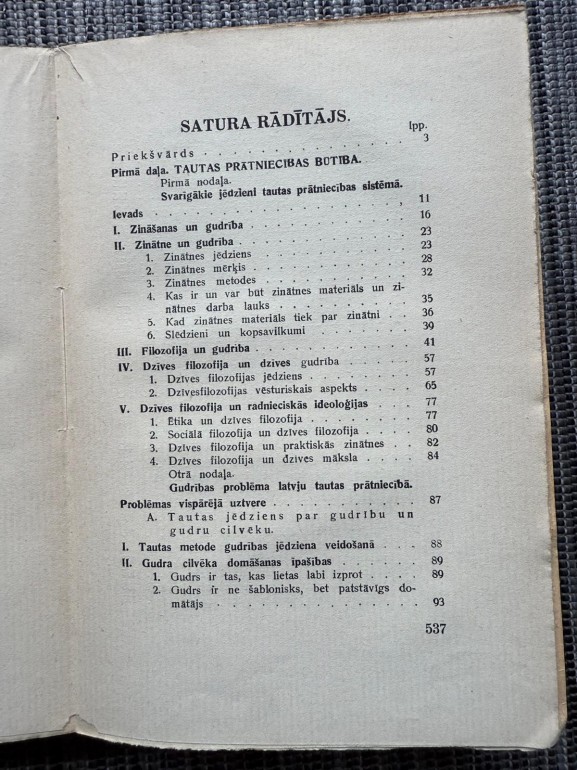 SATURA RĀDĪTĀJS.
lpp.
Priekšvārds . . . . . . . . . . . 3
Pirmā daļa. TAUTAS PRĀTNIECĪBAS BŪTĪBA.
Pirmā nodaļa.
Svarīgākie jēdzieni tautas prātniecības sistēmā.
Ievads . . . . . . . . . . . 11
I. Zināšanas un gudrība . . . . . . . . . 16
II. Zinātne un gudrība . . . . . . . . . 23
1. Zinātnes jēdziens . . . . . . . . . 23
2. Zinātnes mērķis . . . . . . . . . 28
3. Zinātnes metodes . . . . . . . . . 32
4. Kas ir un var būt zinātnes materiāls un zi-
nātnes darba lauks . . . . . . . . 35
5. Kad zinātnes materiāls tiek par zinātni . . 36
6. Slēdzieni un kopsavilkumi . . . . . . 39
III. Filozofija un gudrība . . . . . . . . . 41
IV. Dzīves filozofija un dzīves gudrība . . . . . 57
1. Dzīves filozofijas jēdziens . . . . . . 57
2. Dzīvesfilozofijas vēsturiskais aspekts . . . . 65
V. Dzīves filozofija un radnieciskās ideoloģijas . . . 77
1. Ētika un dzīves filozofija . . . . . . 77
2. Sociālā filozofija un dzīves filozofija . . . 80
3. Dzīves filozofija un praktiskās zinātnes . . 82
4. Dzīves filozofija un dzīves māksla . . . . 84
Otrā nodaļa.
Gudrības problēma latvju tautas prātniecībā.
Problēmas vispārējā uztvere . . . . . . . . 87
A. Tautas jēdziens par gudrību un
gudru cilvēku.
I. Tautas metode gudrības jēdziena veidošanā . . . 88
II. Gudra cilvēka domāšanas īpašības . . . . . 89
1. Gudrs ir tas, kas lietas labi izprot . . . . 89
2. Gudrs ir ne šablonisks, bet patstāvīgs do-
mātājs . . . . . . . . . . . 93
537